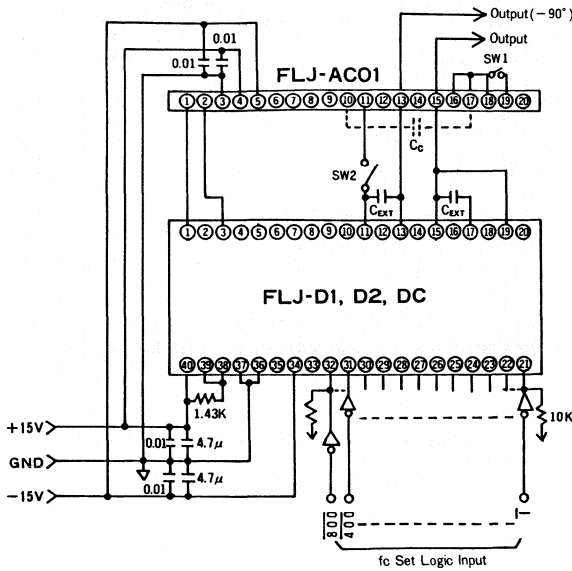 Output(−90°)
Output
0.01
0.01
SW1
FLJ-AC01
1 2 3 4 5 6 7 8 9 10 11 12 13 14 15 16 17 18 19 20
Cc
SW2
CEXT
CEXT
1 2 3 4 5 6 7 8 9 10 11 12 13 14 15 16 17 18 19 20
FLJ-D1, D2, DC
40 39 38 37 36 35 34 33 32 31 30 29 28 27 26 25 24 23 22 21
1.43K
10K
+15V
0.01
4.7μ
GND
0.01
4.7μ
−15V
800
400
1
fc Set Logic Input